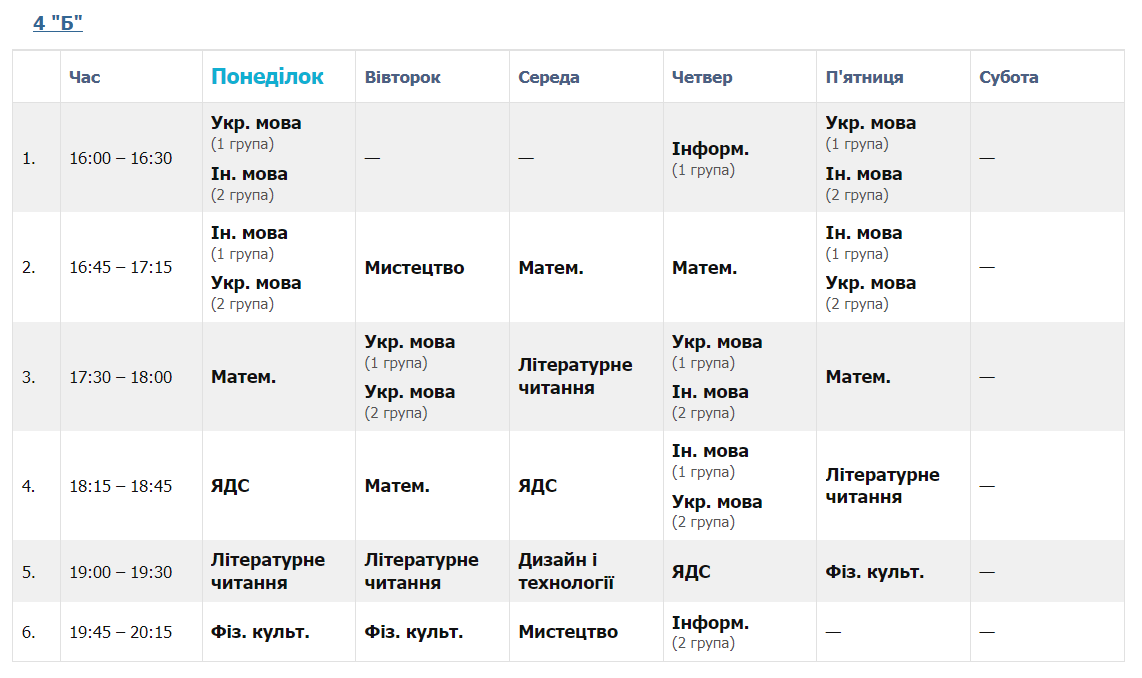 4 "Б"
Час Понеділок Вівторок Середа Четвер П'ятниця Субота
1. 16:00 – 16:30 Укр. мова (1 група) Ін. мова (2 група) — — Інформ. (1 група) Укр. мова (1 група) Ін. мова (2 група) —
2. 16:45 – 17:15 Ін. мова (1 група) Укр. мова (2 група) Мистецтво Матем. Матем. Ін. мова (1 група) Укр. мова (2 група) —
3. 17:30 – 18:00 Матем. Укр. мова (1 група) Укр. мова (2 група) Літературне читання Укр. мова (1 група) Ін. мова (2 група) Матем. —
4. 18:15 – 18:45 ЯДС Матем. ЯДС Ін. мова (1 група) Укр. мова (2 група) Літературне читання —
5. 19:00 – 19:30 Літературне читання Літературне читання Дизайн і технології ЯДС Фіз. культ. —
6. 19:45 – 20:15 Фіз. культ. Фіз. культ. Мистецтво Інформ. (2 група) — —